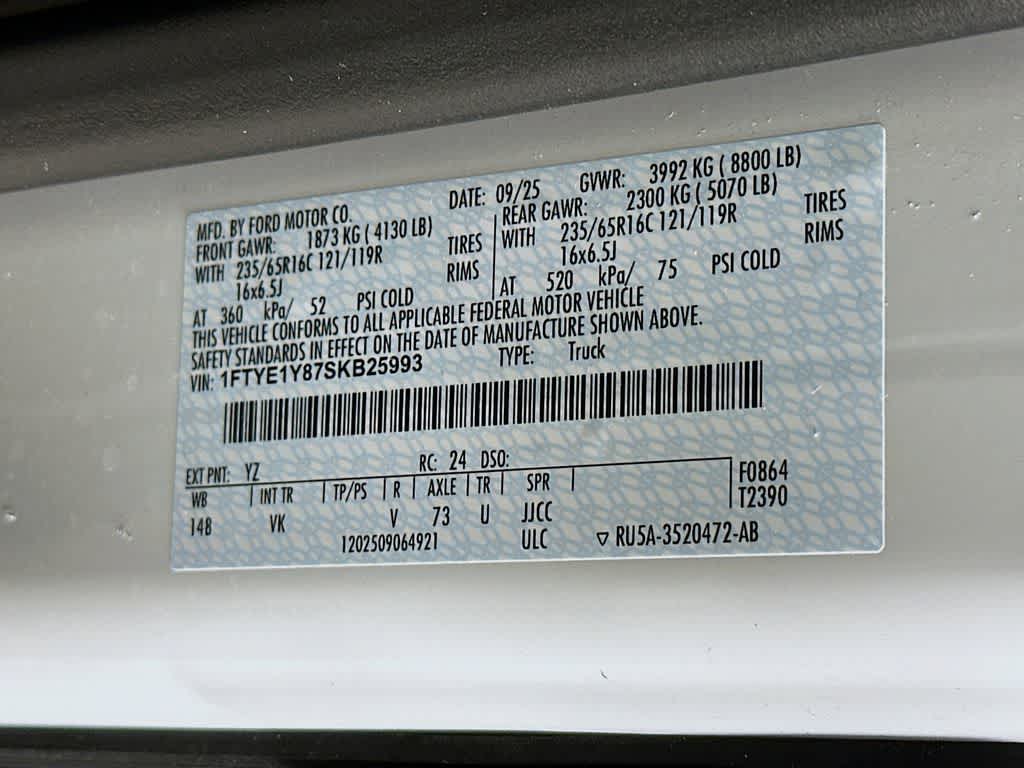 MFD. BY FORD MOTOR CO. DATE: 09/25 GVWR: 3992 KG ( 8800 LB)
FRONT GAWR: 1873 KG ( 4130 LB)
WITH 235/65R16C 121/119R TIRES
16x6.5J RIMS
AT 360 kPa/ 52 PSI COLD
REAR GAWR: 2300 KG ( 5070 LB)
WITH 235/65R16C 121/119R TIRES
16x6.5J RIMS
AT 520 kPa/ 75 PSI COLD
THIS VEHICLE CONFORMS TO ALL APPLICABLE FEDERAL MOTOR VEHICLE
SAFETY STANDARDS IN EFFECT ON THE DATE OF MANUFACTURE SHOWN ABOVE.
VIN: 1FTYE1Y87SKB25993 TYPE: Truck
EXT PNT: YZ RC: 24 DSO:
WB INT TR TP/PS R AXLE TR SPR F0864
148 VK V 73 U JJCC T2390
1202509064921 ULC ▽ RU5A-3520472-AB